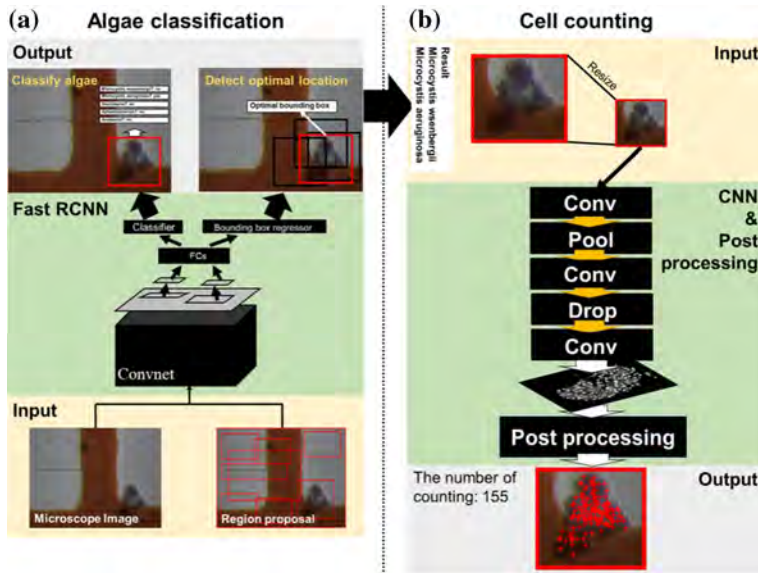 (a) Algae classification
Output
Classify algae
Detect optimal location
Optimal bounding box
Fast RCNN
Classifier
Bounding box regressor
FCs
Convnet
Input
Microscope Image
Region proposal
(b) Cell counting
Input
Result
Microcystis wsenbergii
Microcystis aeruginosa
Resize
CNN
&
Post
processing
Conv
Pool
Conv
Drop
Conv
Post processing
The number of
counting: 155
Output